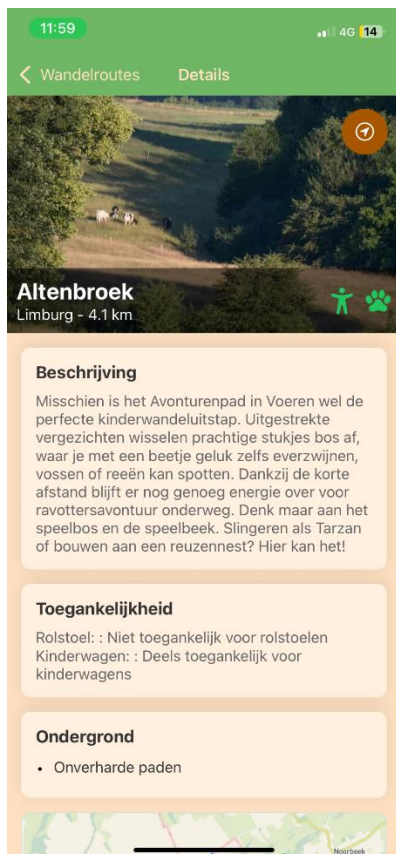 11:59
4G 14
Wandelroutes Details
Altenbroek
Limburg - 4.1 km
Beschrijving
Misschien is het Avonturenpad in Voeren wel de
perfecte kinderwandeluitstap. Uitgestrekte
vergezichten wisselen prachtige stukjes bos af,
waar je met een beetje geluk zelfs everzwijnen,
vossen of reeën kan spotten. Dankzij de korte
afstand blijft er nog genoeg energie over voor
ravottersavontuur onderweg. Denk maar aan het
speelbos en de speelbeek. Slingeren als Tarzan
of bouwen aan een reuzennest? Hier kan het!
Toegankelijkheid
Rolstoel: : Niet toegankelijk voor rolstoelen
Kinderwagen: : Deels toegankelijk voor
kinderwagens
Ondergrond
• Onverharde paden
Noorbeek